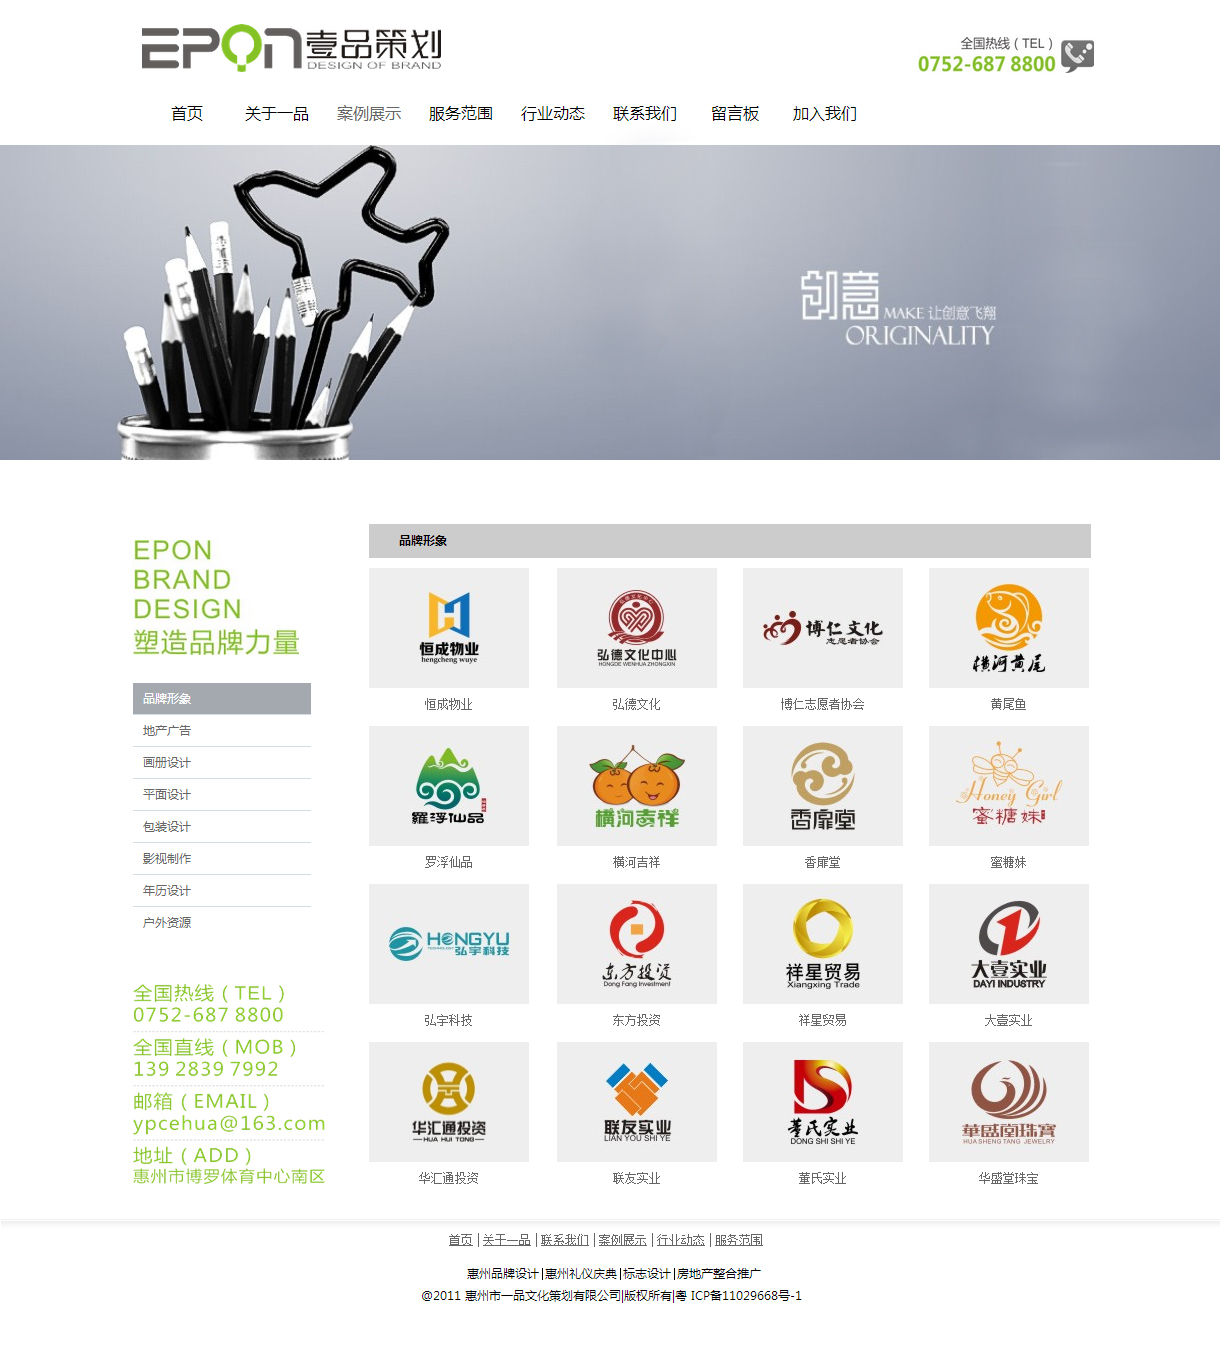 EPON壹品策划
DESIGN OF BRAND
全国热线（TEL）
0752-687 8800
首页 关于一品 案例展示 服务范围 行业动态 联系我们 留言板 加入我们
创意 MAKE 让创意飞翔
ORIGINALITY
EPON
BRAND
DESIGN
塑造品牌力量
品牌形象
地产广告
画册设计
平面设计
包装设计
影视制作
年历设计
户外资源
全国热线（TEL）
0752-687 8800
全国直线（MOB）
139 2839 7992
邮箱（EMAIL）
ypcehua@163.com
地址（ADD）
惠州市博罗体育中心南区
品牌形象
恒成物业
hengcheng wuye
恒成物业
弘德文化中心
HONGDE WENHUA ZHONGXIN
弘德文化
博仁文化
志愿者协会
博仁志愿者协会
横河黄尾
黄尾鱼
羅浮仙品
罗浮仙品
横河吉祥
横河吉祥
香扉堂
香扉堂
Honey Girl
蜜糖妹
蜜糖妹
HONGYU
TECHNOLOGY 弘宇科技
弘宇科技
东方投资
Dong Fang Investment
东方投资
祥星贸易
Xiangxing Trade
祥星贸易
大壹实业
DAYI INDUSTRY
大壹实业
华汇通投资
HUA HUI TONG
华汇通投资
联友实业
LIAN YOU SHI YE
联友实业
董氏实业
DONG SHI SHI YE
董氏实业
華盛堂珠寶
HUA SHENG TANG JEWELRY
华盛堂珠宝
首页 | 关于一品 | 联系我们 | 案例展示 | 行业动态 | 服务范围
惠州品牌设计|惠州礼仪庆典|标志设计|房地产整合推广
@2011 惠州市一品文化策划有限公司|版权所有|粤 ICP备11029668号-1